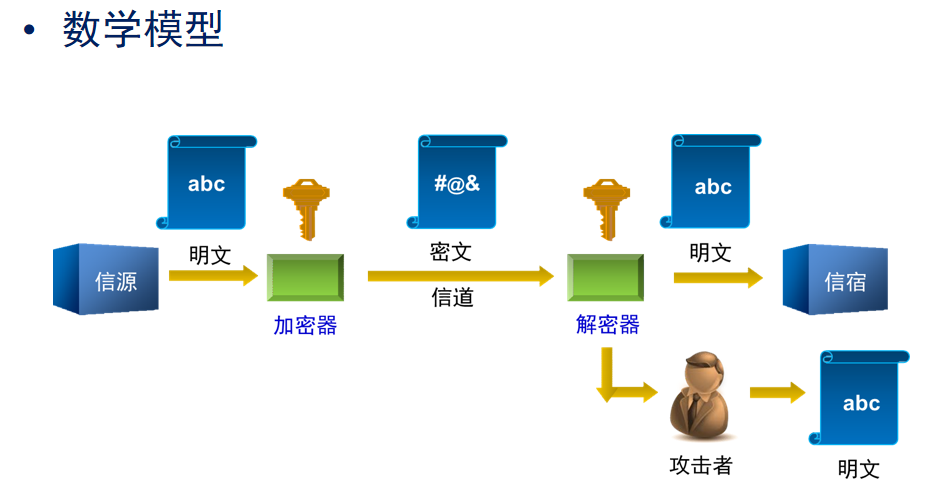 • 数学模型
abc
#@&
abc
明文
密文
明文
信源
信道
信宿
加密器
解密器
abc
攻击者
明文